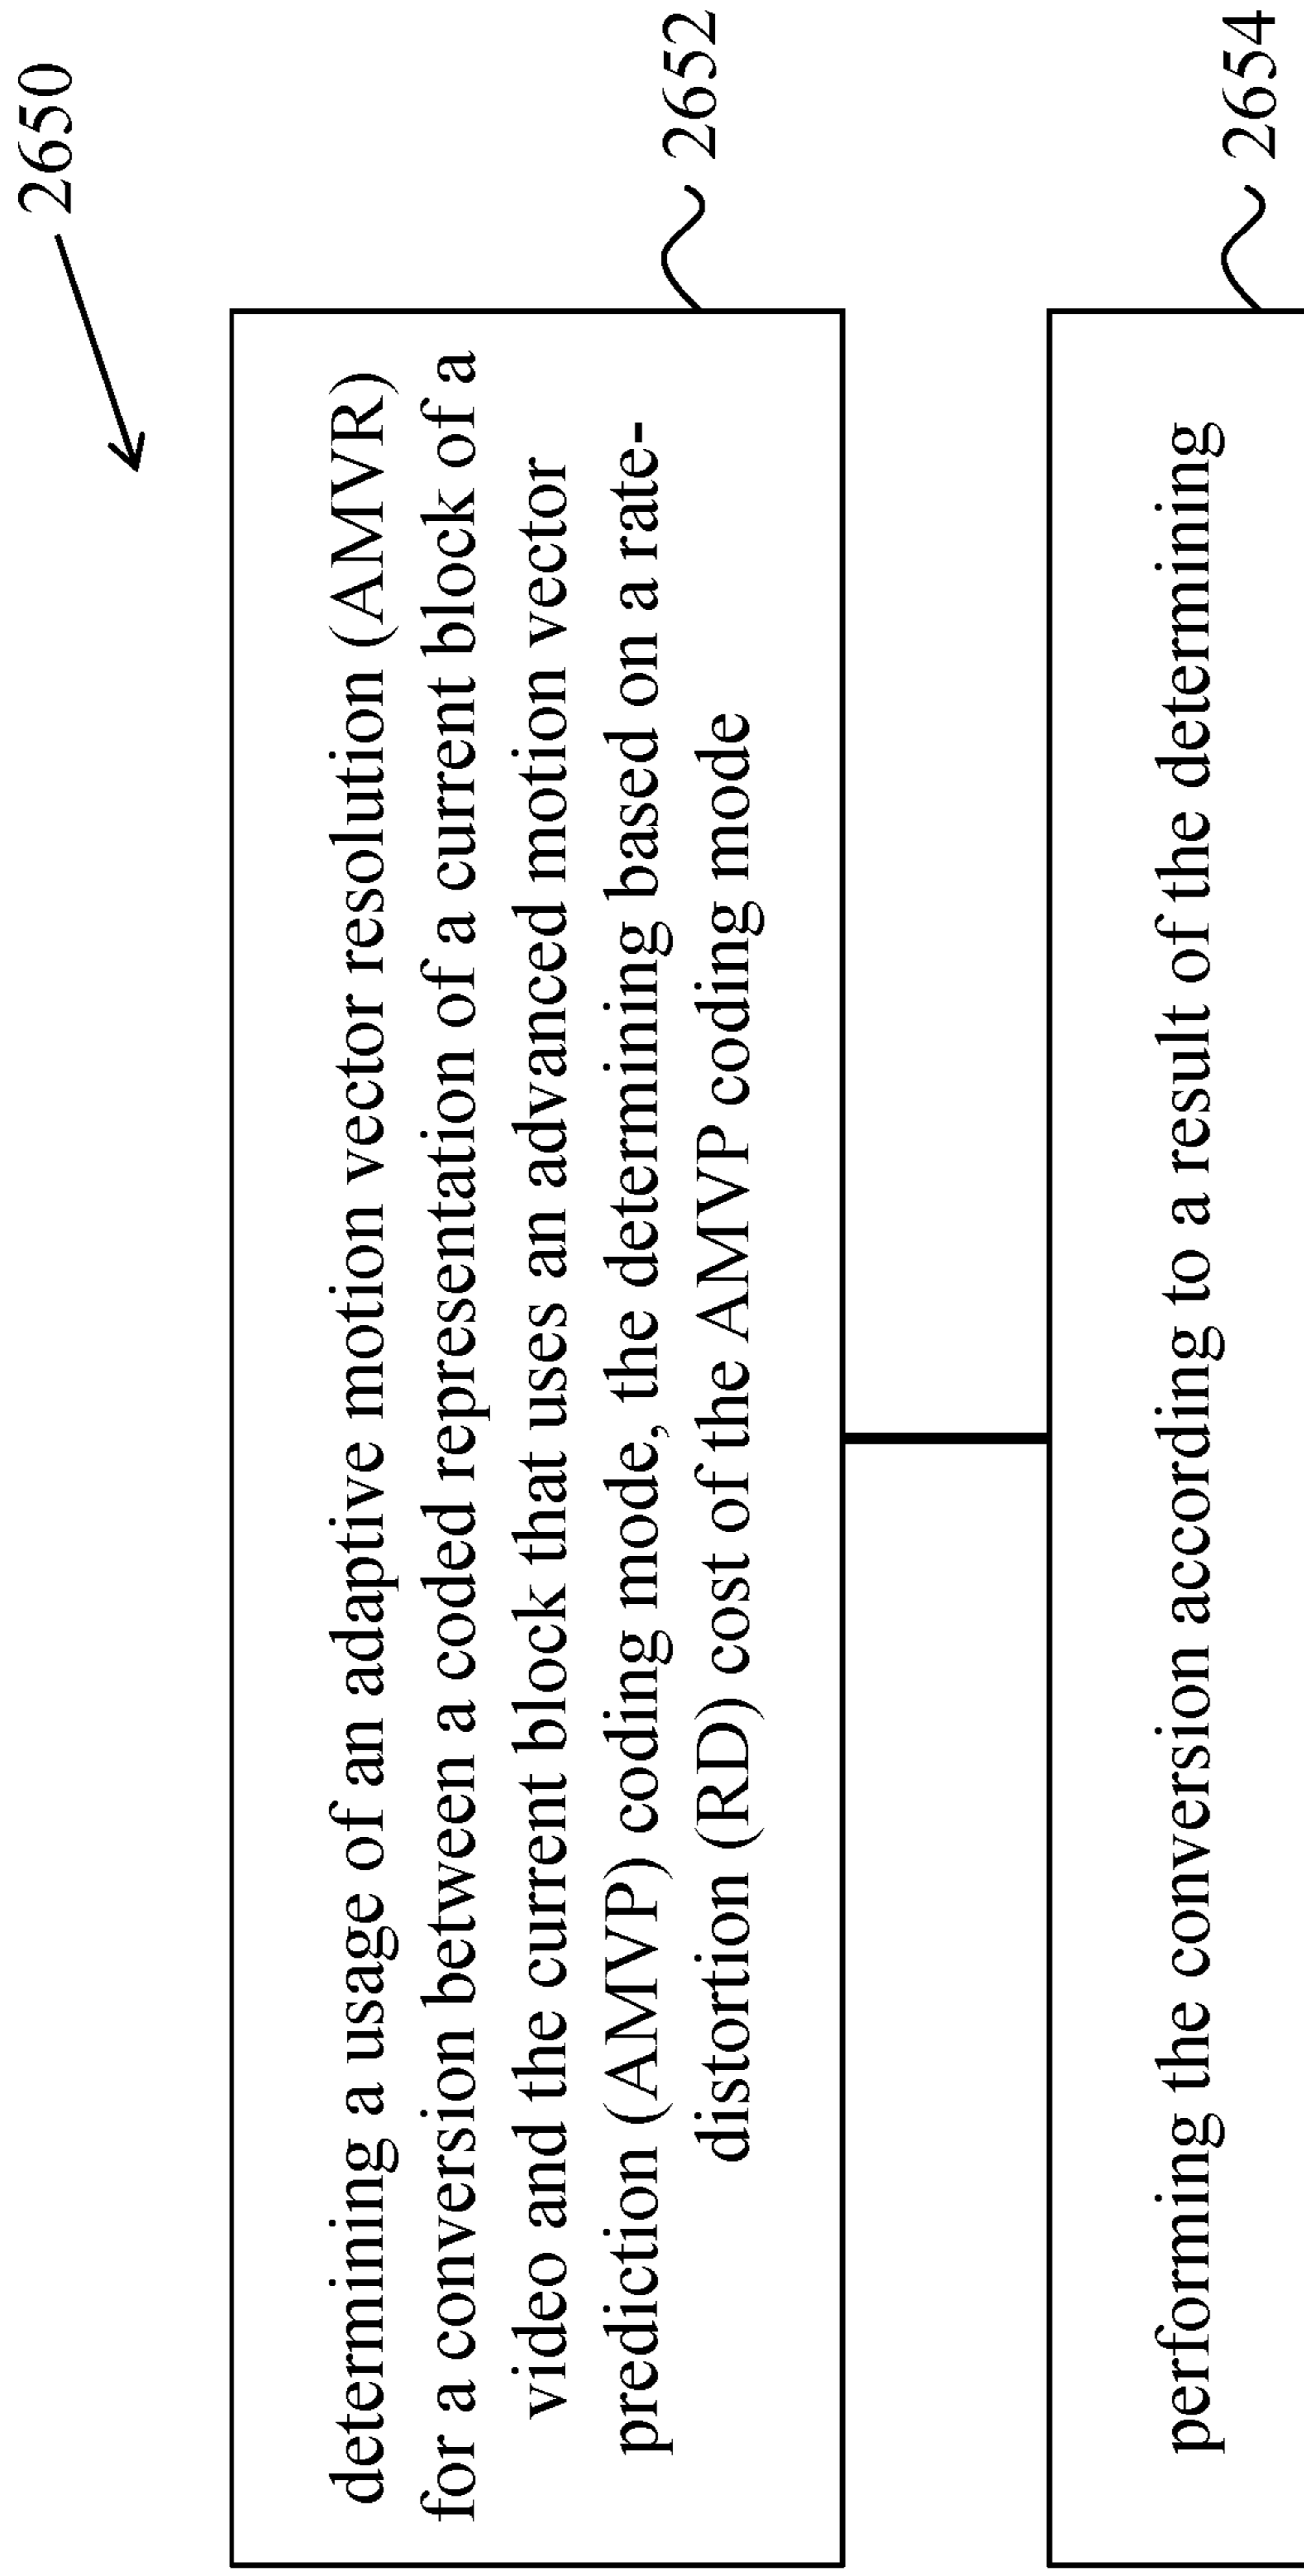 2650
determining a usage of an adaptive motion vector resolution (AMVR)
for a conversion between a coded representation of a current block of a
video and the current block that uses an advanced motion vector
prediction (AMVP) coding mode, the determining based on a rate-
distortion (RD) cost of the AMVP coding mode
2652
performing the conversion according to a result of the determining
2654